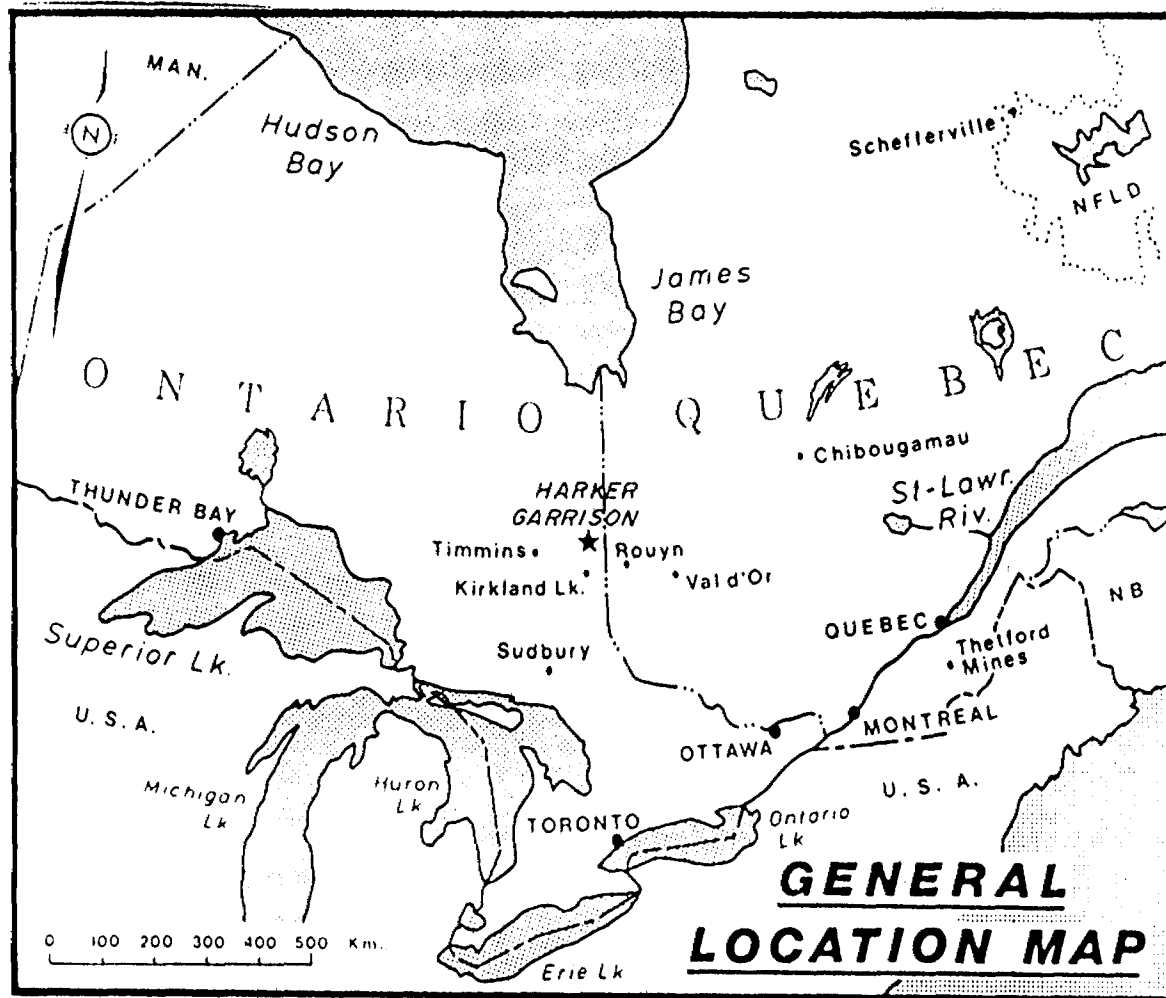 MAN.
N
Hudson
Bay
Schefferville
NFLD
James
Bay
ONTARIO
QUEBEC
Chibougamau
St-Lawr.
Riv.
THUNDER BAY
HARKER
GARRISON
Timmins
Rouyn
Kirkland Lk.
Val d'Or
NB
QUEBEC
Thetford
Mines
Superior Lk.
Sudbury
U.S.A.
MONTREAL
OTTAWA
U.S.A.
Michigan
Lk
Huron
Lk
TORONTO
Ontario
Lk
GENERAL
LOCATION MAP
0 100 200 300 400 500 Km.
Erie Lk